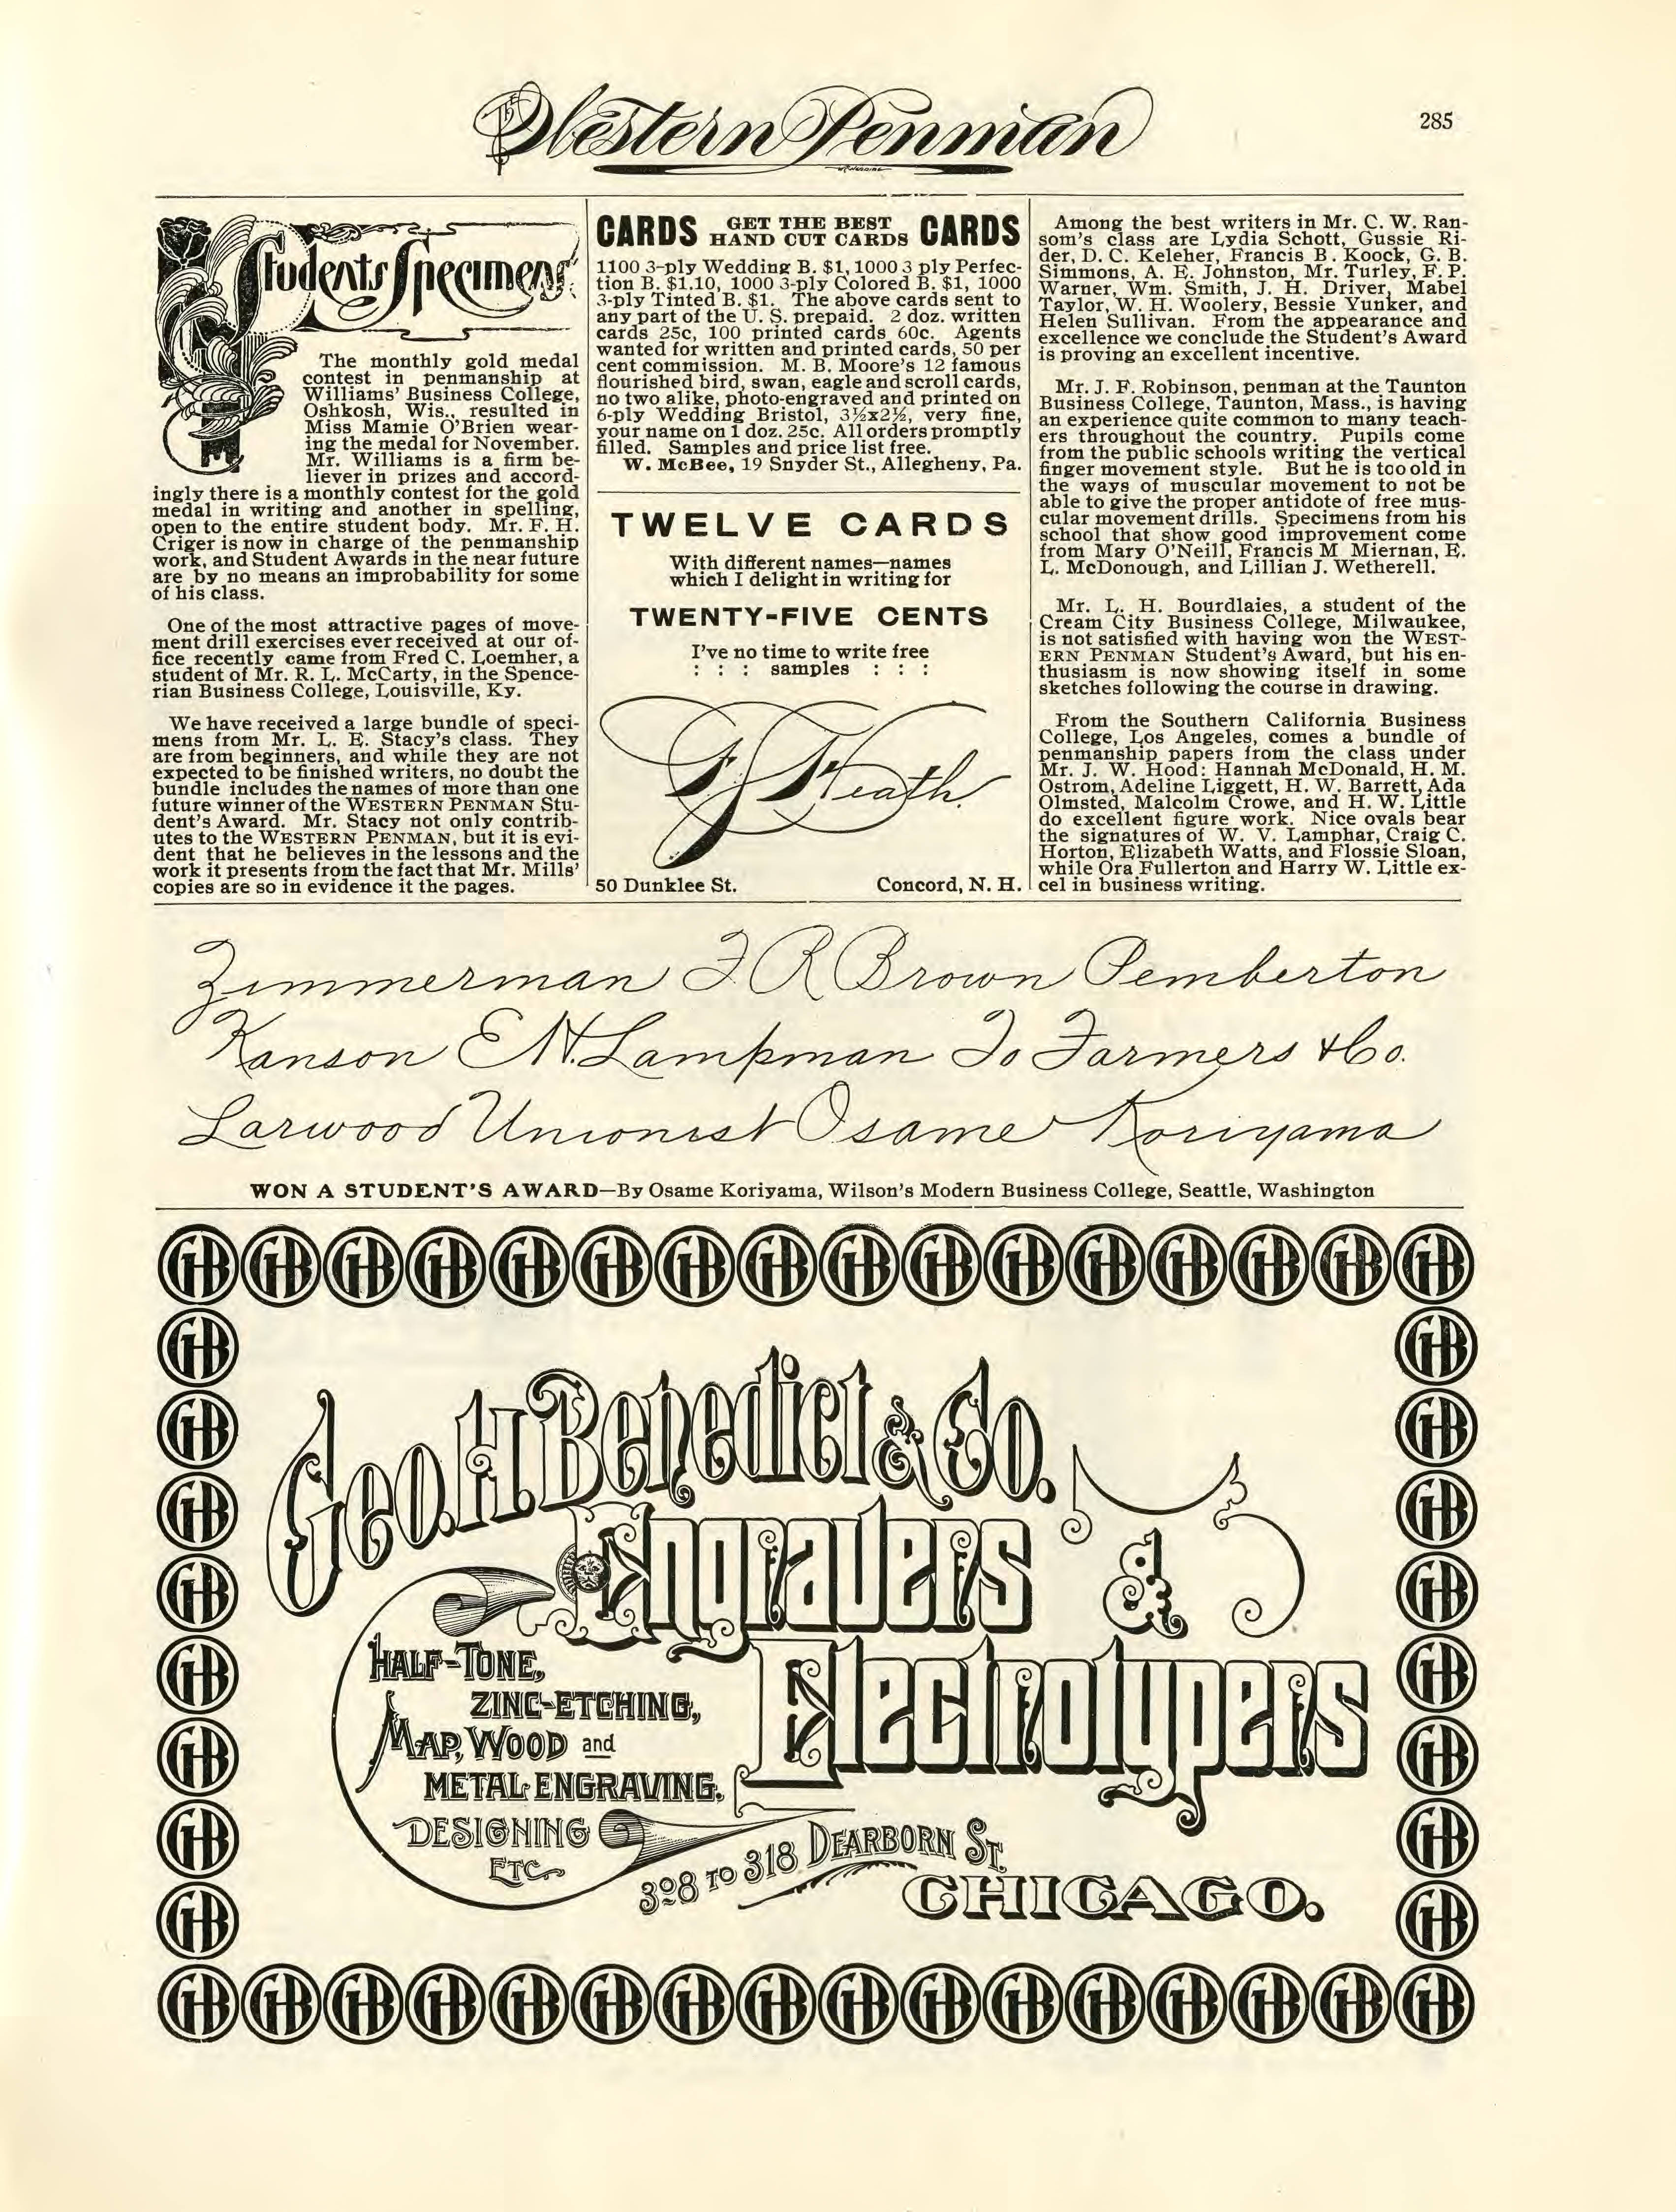 The Western Penman
285
Students' Specimens
The monthly gold medal
contest in penmanship at
Williams' Business College,
Oshkosh, Wis., resulted in
Miss Mamie O'Brien wear-
ing the medal for November.
Mr. Williams is a firm be-
liever in prizes and accord-
ingly there is a monthly contest for the gold
medal in writing and another in spelling,
open to the entire student body. Mr. F. H.
Criger is now in charge of the penmanship
work, and Student Awards in the near future
are by no means an improbability for some
of his class.
One of the most attractive pages of move-
ment drill exercises ever received at our of-
fice recently came from Fred C. Loemher, a
student of Mr. R. L. McCarty, in the Spence-
rian Business College, Louisville, Ky.
We have received a large bundle of speci-
mens from Mr. L. E. Stacy's class. They
are from beginners, and while they are not
expected to be finished writers, no doubt the
bundle includes the names of more than one
future winner of the WESTERN PENMAN Stu-
dent's Award. Mr. Stacy not only contrib-
utes to the WESTERN PENMAN, but it is evi-
dent that he believes in the lessons and the
work it presents from the fact that Mr. Mills'
copies are so in evidence it the pages.
CARDS GET THE BEST HAND CUT CARDS CARDS
1100 3-ply Wedding B. $1, 1000 3 ply Perfec-
tion B. $1.10, 1000 3-ply Colored B. $1, 1000
3-ply Tinted B. $1. The above cards sent to
any part of the U. S. prepaid. 2 doz. written
cards 25c, 100 printed cards 60c. Agents
wanted for written and printed cards, 50 per
cent commission. M. B. Moore's 12 famous
flourished bird, swan, eagle and scroll cards,
no two alike, photo-engraved and printed on
6-ply Wedding Bristol, 3½x2½, very fine,
your name on 1 doz. 25c. All orders promptly
filled. Samples and price list free.
W. McBee, 19 Snyder St., Allegheny, Pa.
TWELVE CARDS
With different names—names
which I delight in writing for
TWENTY-FIVE CENTS
I've no time to write free
: : : samples : : :
F. S. Heath.
50 Dunklee St. Concord, N. H.
Among the best writers in Mr. C. W. Ran-
som's class are Lydia Schott, Gussie Ri-
der, D. C. Keleher, Francis B. Koock, G. B.
Simmons, A. E. Johnston, Mr. Turley, F. P.
Warner, Wm. Smith, J. H. Driver, Mabel
Taylor, W. H. Woolery, Bessie Yunker, and
Helen Sullivan. From the appearance and
excellence we conclude the Student's Award
is proving an excellent incentive.
Mr. J. F. Robinson, penman at the Taunton
Business College, Taunton, Mass., is having
an experience quite common to many teach-
ers throughout the country. Pupils come
from the public schools writing the vertical
finger movement style. But he is too old in
the ways of muscular movement to not be
able to give the proper antidote of free mus-
cular movement drills. Specimens from his
school that show good improvement come
from Mary O'Neill, Francis M Miernan, E.
L. McDonough, and Lillian J. Wetherell.
Mr. L. H. Bourdlaies, a student of the
Cream City Business College, Milwaukee,
is not satisfied with having won the WEST-
ERN PENMAN Student's Award, but his en-
thusiasm is now showing itself in some
sketches following the course in drawing.
From the Southern California Business
College, Los Angeles, comes a bundle of
penmanship papers from the class under
Mr. J. W. Hood: Hannah McDonald, H. M.
Ostrom, Adeline Liggett, H. W. Barrett, Ada
Olmsted, Malcolm Crowe, and H. W. Little
do excellent figure work. Nice ovals bear
the signatures of W. V. Lamphar, Craig C.
Horton, Elizabeth Watts, and Flossie Sloan,
while Ora Fullerton and Harry W. Little ex-
cel in business writing.
Zimmerman F R Brown Pemberton
Kanson E N. Lampman To Farmers & Co.
Larwood Unionist Osame Koriyama
WON A STUDENT'S AWARD—By Osame Koriyama, Wilson's Modern Business College, Seattle, Washington
Geo. H. Benedict & Co.
Engravers &
Electrotypers
HALF-TONE,
ZINC-ETCHING,
MAP, WOOD and
METAL ENGRAVING.
DESIGNING
ETC.
308 TO 318 DEARBORN ST.
CHICAGO.